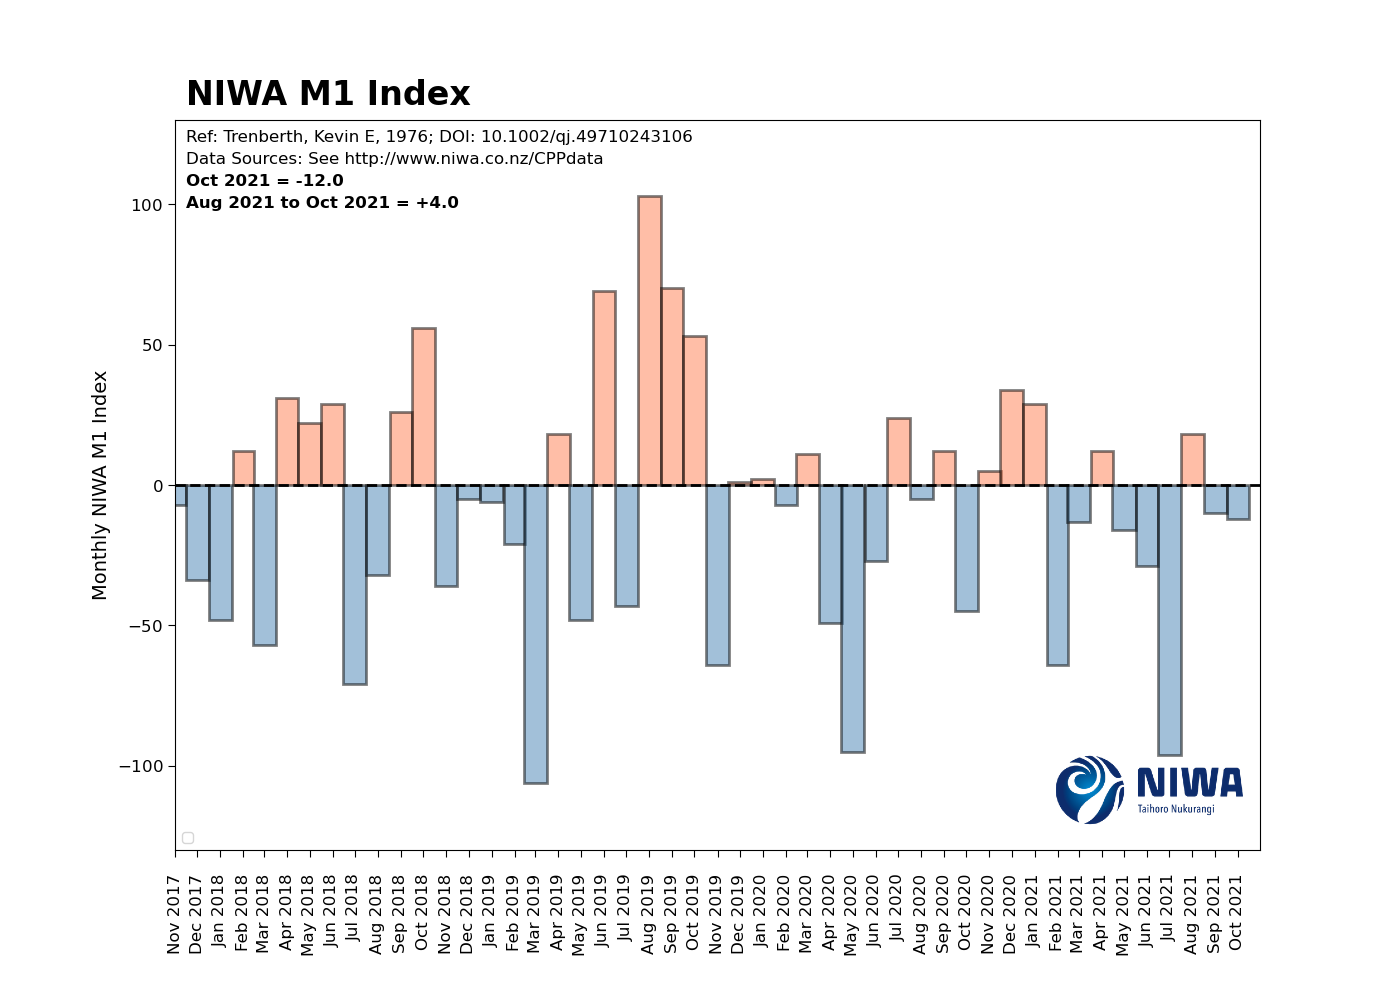 NIWA M1 Index
Ref: Trenberth, Kevin E, 1976; DOI: 10.1002/qj.49710243106
Data Sources: See http://www.niwa.co.nz/CPPdata
Oct 2021 = -12.0
Aug 2021 to Oct 2021 = +4.0
Monthly NIWA M1 Index
100
50
0
−50
−100
NIWA
Taihoro Nukurangi
Nov 2017
Dec 2017
Jan 2018
Feb 2018
Mar 2018
Apr 2018
May 2018
Jun 2018
Jul 2018
Aug 2018
Sep 2018
Oct 2018
Nov 2018
Dec 2018
Jan 2019
Feb 2019
Mar 2019
Apr 2019
May 2019
Jun 2019
Jul 2019
Aug 2019
Sep 2019
Oct 2019
Nov 2019
Dec 2019
Jan 2020
Feb 2020
Mar 2020
Apr 2020
May 2020
Jun 2020
Jul 2020
Aug 2020
Sep 2020
Oct 2020
Nov 2020
Dec 2020
Jan 2021
Feb 2021
Mar 2021
Apr 2021
May 2021
Jun 2021
Jul 2021
Aug 2021
Sep 2021
Oct 2021